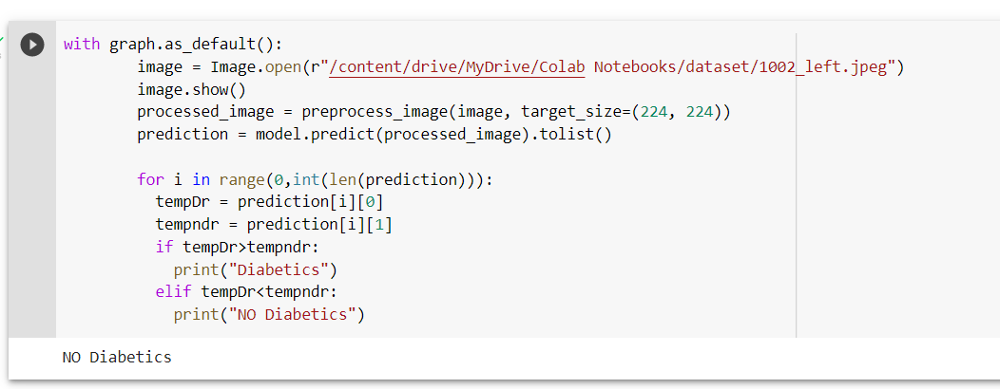 with graph.as_default():
image = Image.open(r"/content/drive/MyDrive/Colab Notebooks/dataset/1002_left.jpeg")
image.show()
processed_image = preprocess_image(image, target_size=(224, 224))
prediction = model.predict(processed_image).tolist()
for i in range(0,int(len(prediction))):
tempDr = prediction[i][0]
tempndr = prediction[i][1]
if tempDr>tempndr:
print("Diabetics")
elif tempDr<tempndr:
print("NO Diabetics")
NO Diabetics